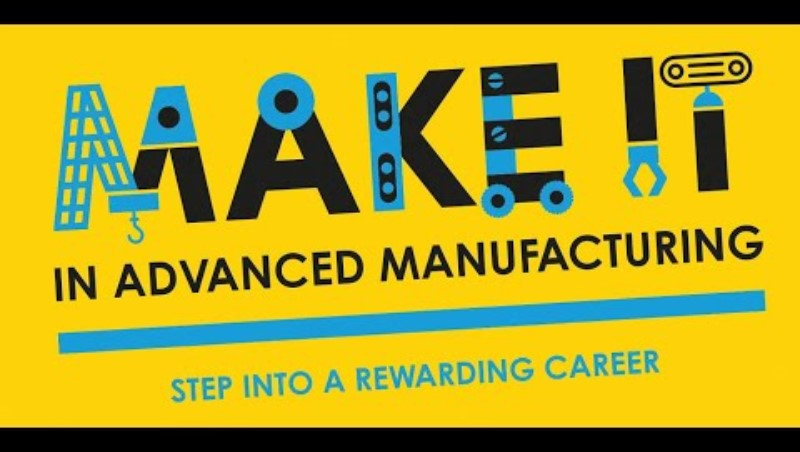 MAKE IT
IN ADVANCED MANUFACTURING
STEP INTO A REWARDING CAREER